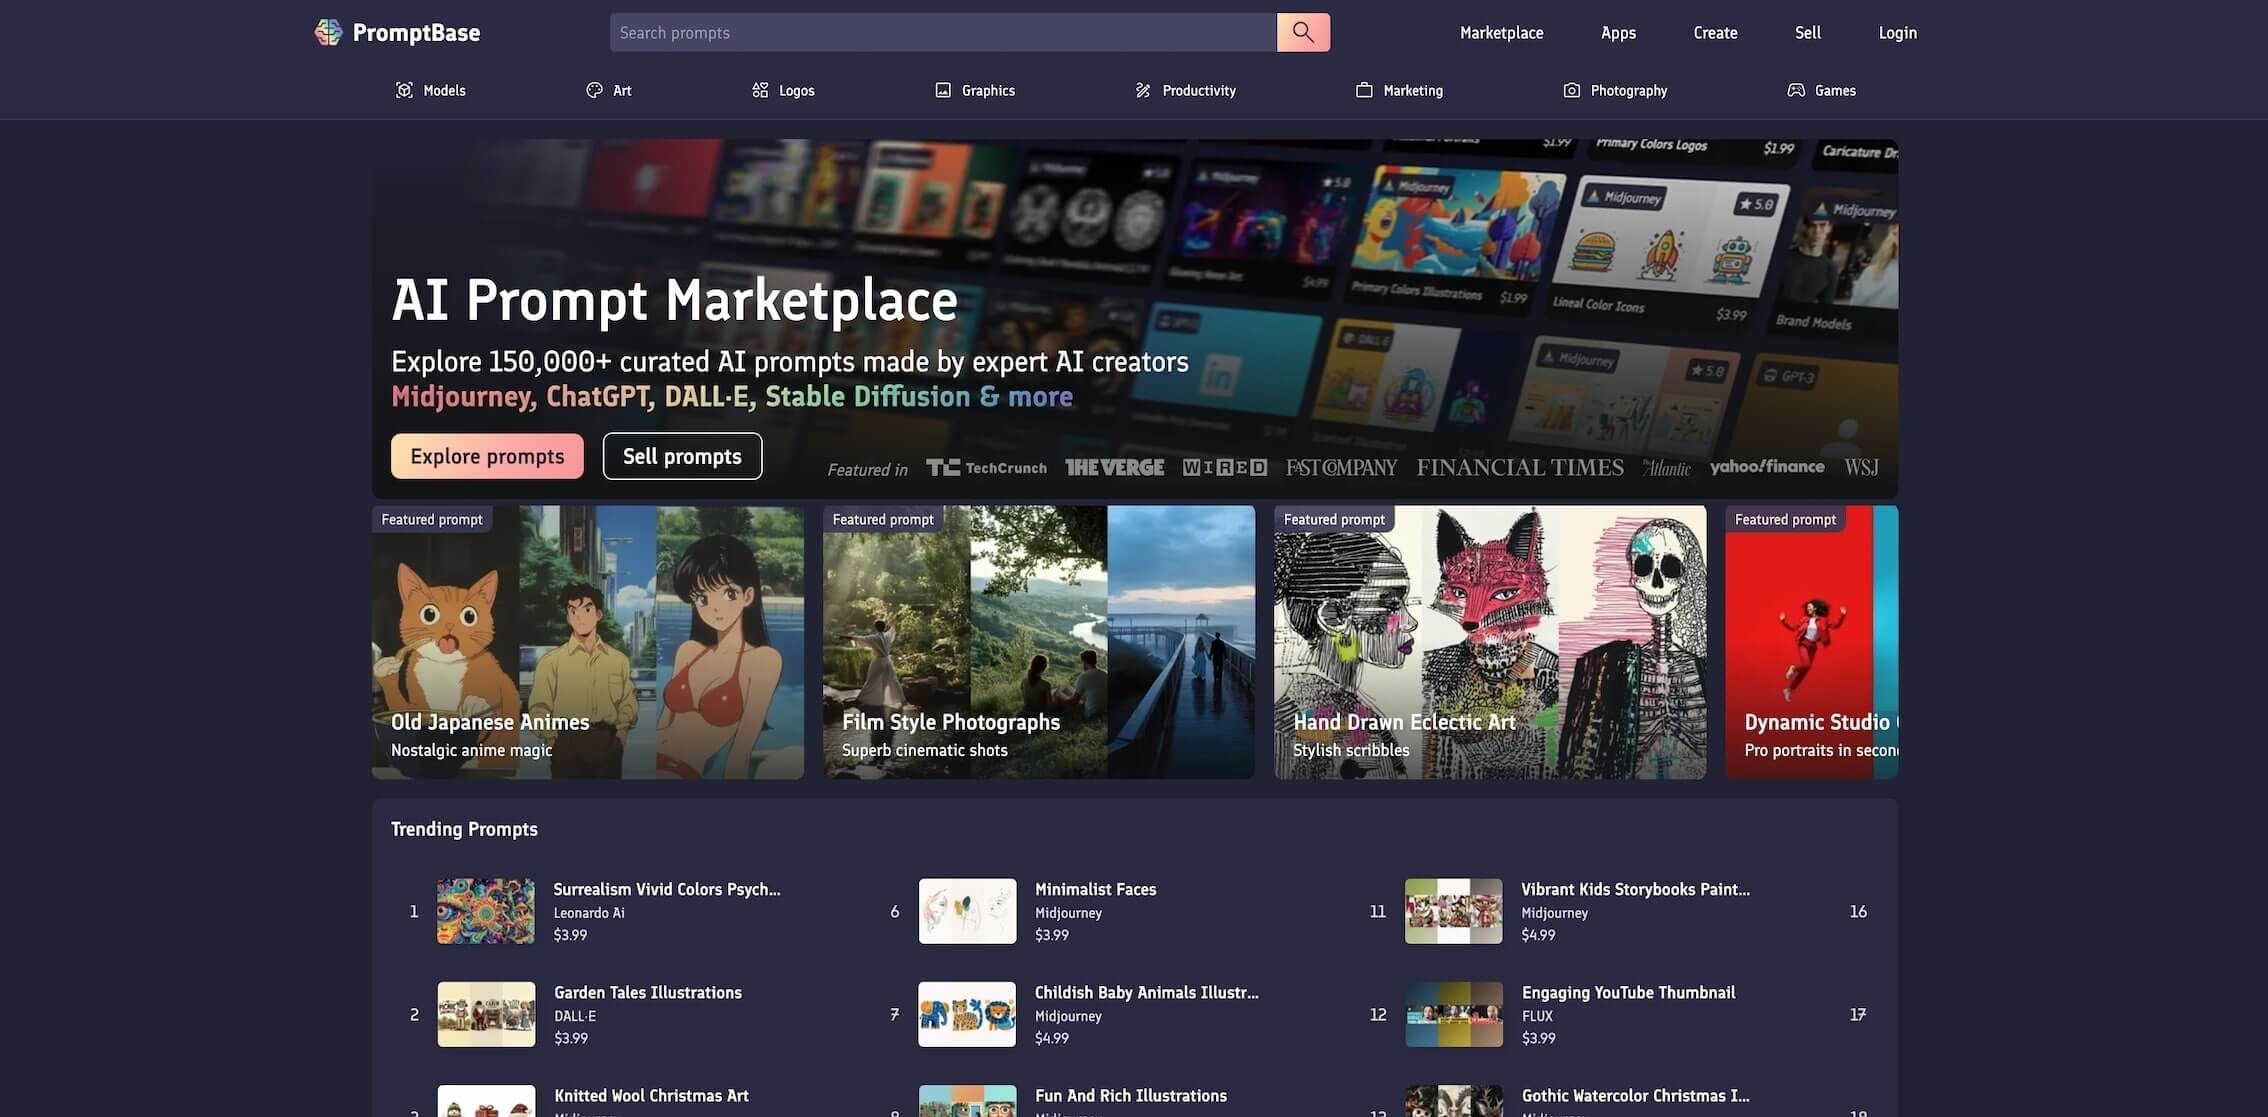 PromptBase
Search prompts
Marketplace
Apps
Create
Sell
Login
Models
Art
Logos
Graphics
Productivity
Marketing
Photography
Games
$1.99
Primary Colors Logos
$1.99
Caricature Dr
Midjourney
5.0
Midjourney
Midjourney
5.0
Midjourney
Primary Colors Illustrations
$1.99
Lineal Color Icons
$3.99
Brand Models
DALL·E
Midjourney
5.0
GPT-3
AI Prompt Marketplace
Explore 150,000+ curated AI prompts made by expert AI creators
Midjourney, ChatGPT, DALL·E, Stable Diffusion & more
Explore prompts
Sell prompts
Featured in
TechCrunch
THE VERGE
WIRED
FAST COMPANY
FINANCIAL TIMES
The Atlantic
yahoo!finance
WSJ
Featured prompt
Old Japanese Animes
Nostalgic anime magic
Featured prompt
Film Style Photographs
Superb cinematic shots
Featured prompt
Hand Drawn Eclectic Art
Stylish scribbles
Featured prompt
Dynamic Studio
Pro portraits in secon
Trending Prompts
1
Surrealism Vivid Colors Psych...
Leonardo Ai
$3.99
6
Minimalist Faces
Midjourney
$3.99
11
Vibrant Kids Storybooks Paint...
Midjourney
$4.99
16
2
Garden Tales Illustrations
DALL·E
$3.99
7
Childish Baby Animals Illustr...
Midjourney
$4.99
12
Engaging YouTube Thumbnail
FLUX
$3.99
17
Knitted Wool Christmas Art
Fun And Rich Illustrations
Gothic Watercolor Christmas I...